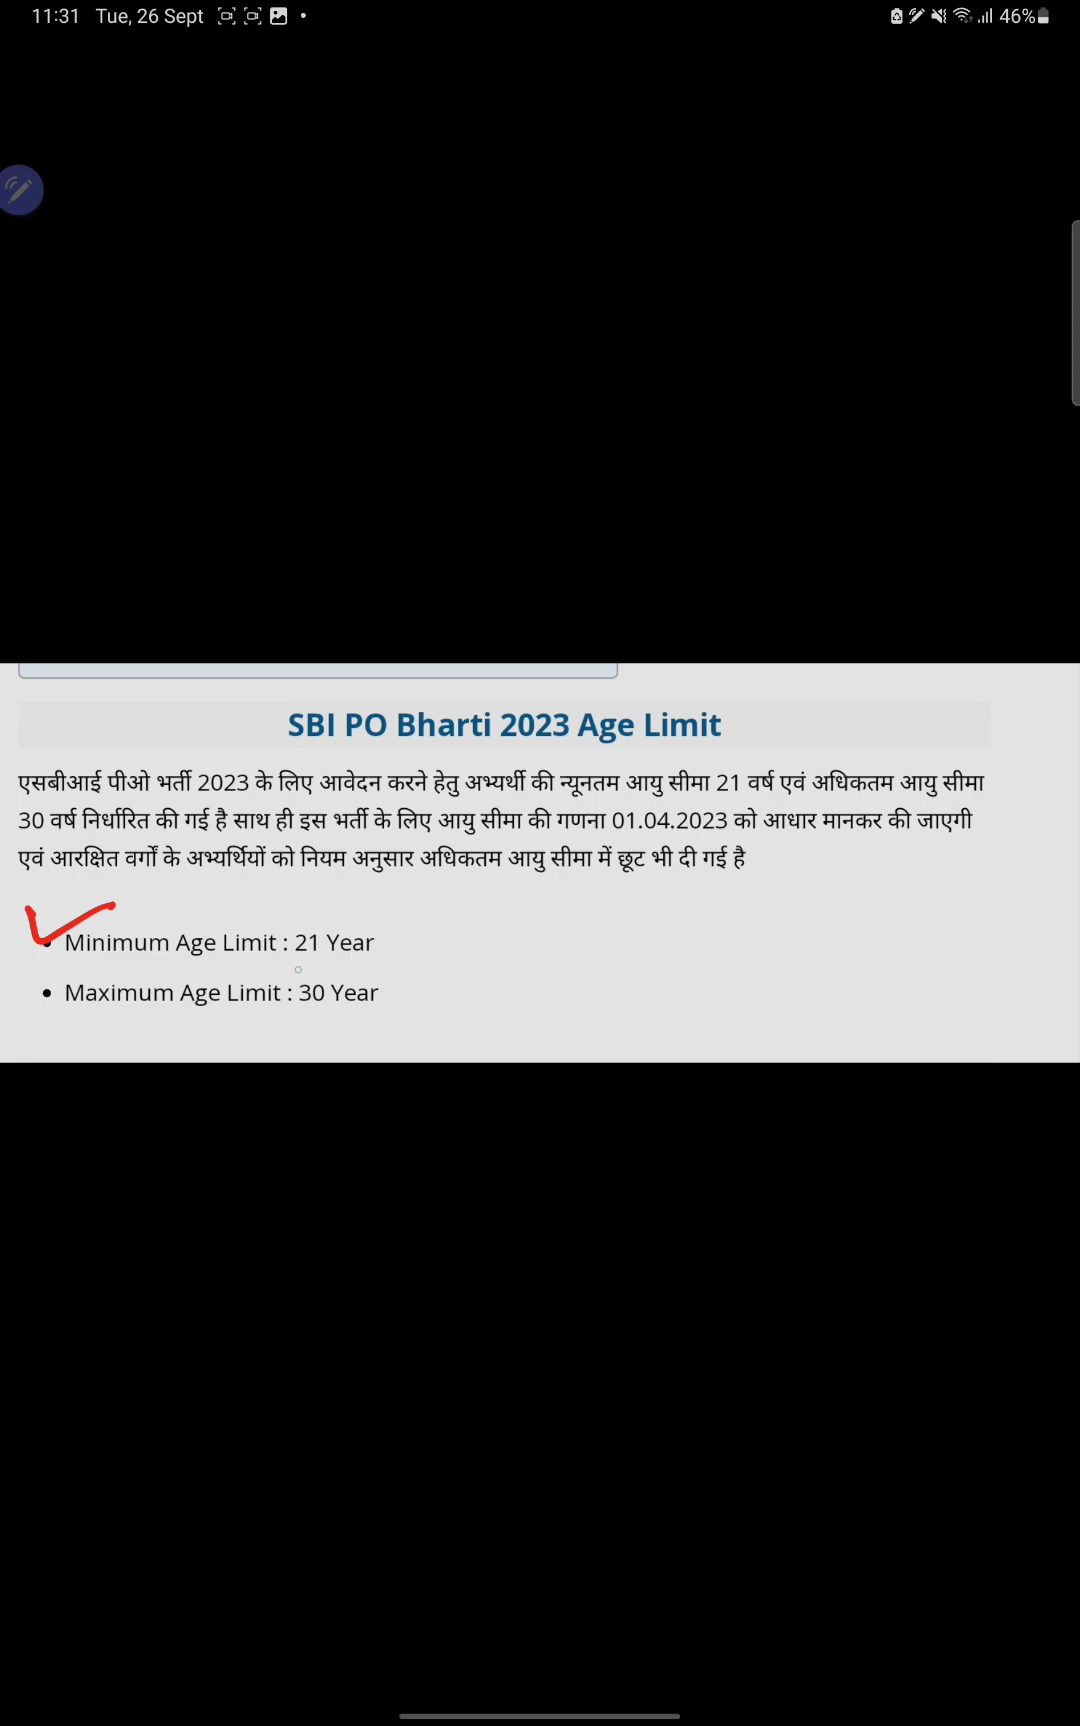 11:31 Tue, 26 Sept
46%
SBI PO Bharti 2023 Age Limit
एसबीआई पीओ भर्ती 2023 के लिए आवेदन करने हेतु अभ्यर्थी की न्यूनतम आयु सीमा 21 वर्ष एवं अधिकतम आयु सीमा
30 वर्ष निर्धारित की गई है साथ ही इस भर्ती के लिए आयु सीमा की गणना 01.04.2023 को आधार मानकर की जाएगी
एवं आरक्षित वर्गों के अभ्यर्थियों को नियम अनुसार अधिकतम आयु सीमा में छूट भी दी गई है
Minimum Age Limit : 21 Year
Maximum Age Limit : 30 Year